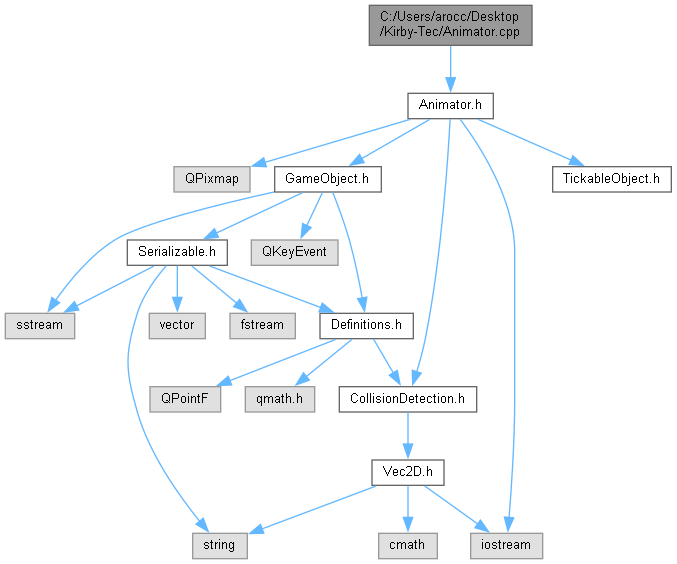 C:/Users/arocc/Desktop
/Kirby-Tec/Animator.cpp
Animator.h
QPixmap
GameObject.h
TickableObject.h
Serializable.h
QKeyEvent
sstream
vector
fstream
Definitions.h
QPointF
qmath.h
CollisionDetection.h
Vec2D.h
string
cmath
iostream